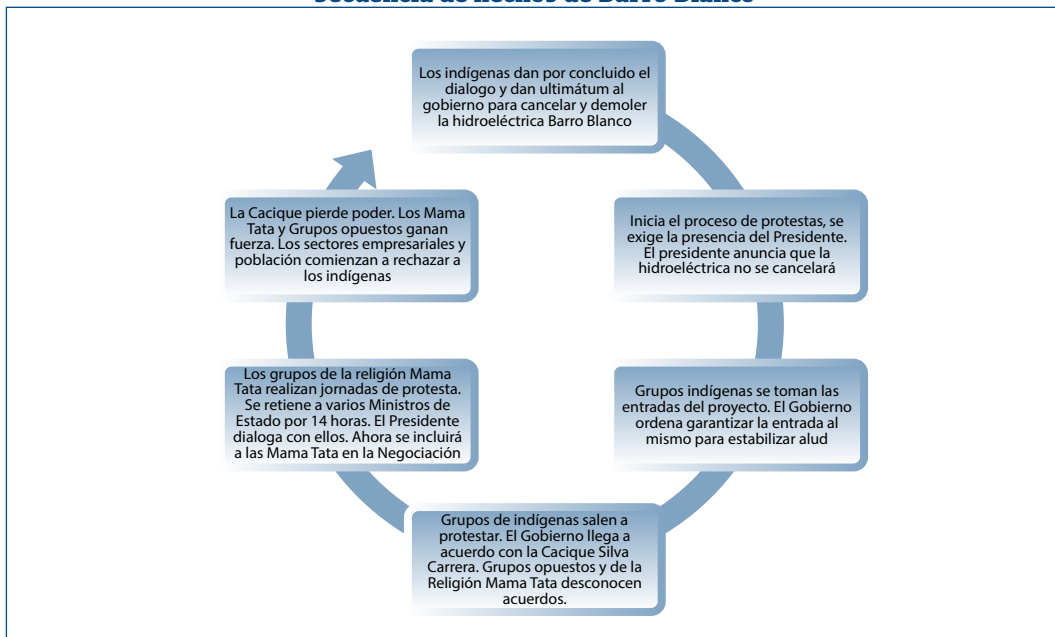 Secuencia de hechos de Barro Blanco
Los indígenas dan por concluido el
dialogo y dan ultimátum al
gobierno para cancelar y demoler
la hidroeléctrica Barro Blanco
Inicia el proceso de protestas, se
exige la presencia del Presidente.
El presidente anuncia que la
hidroeléctrica no se cancelará
Grupos indígenas se toman las
entradas del proyecto. El Gobierno
ordena garantizar la entrada al
mismo para estabilizar alud
Grupos de indígenas salen a
protestar. El Gobierno llega a
acuerdo con la Cacique Silva
Carrera. Grupos opuestos y de la
Religión Mama Tata desconocen
acuerdos.
Los grupos de la religión Mama
Tata realizan jornadas de protesta.
Se retiene a varios Ministros de
Estado por 14 horas. El Presidente
dialoga con ellos. Ahora se incluirá
a las Mama Tata en la Negociación
La Cacique pierde poder. Los Mama
Tata y Grupos opuestos ganan
fuerza. Los sectores empresariales y
población comienzan a rechazar a
los indígenas